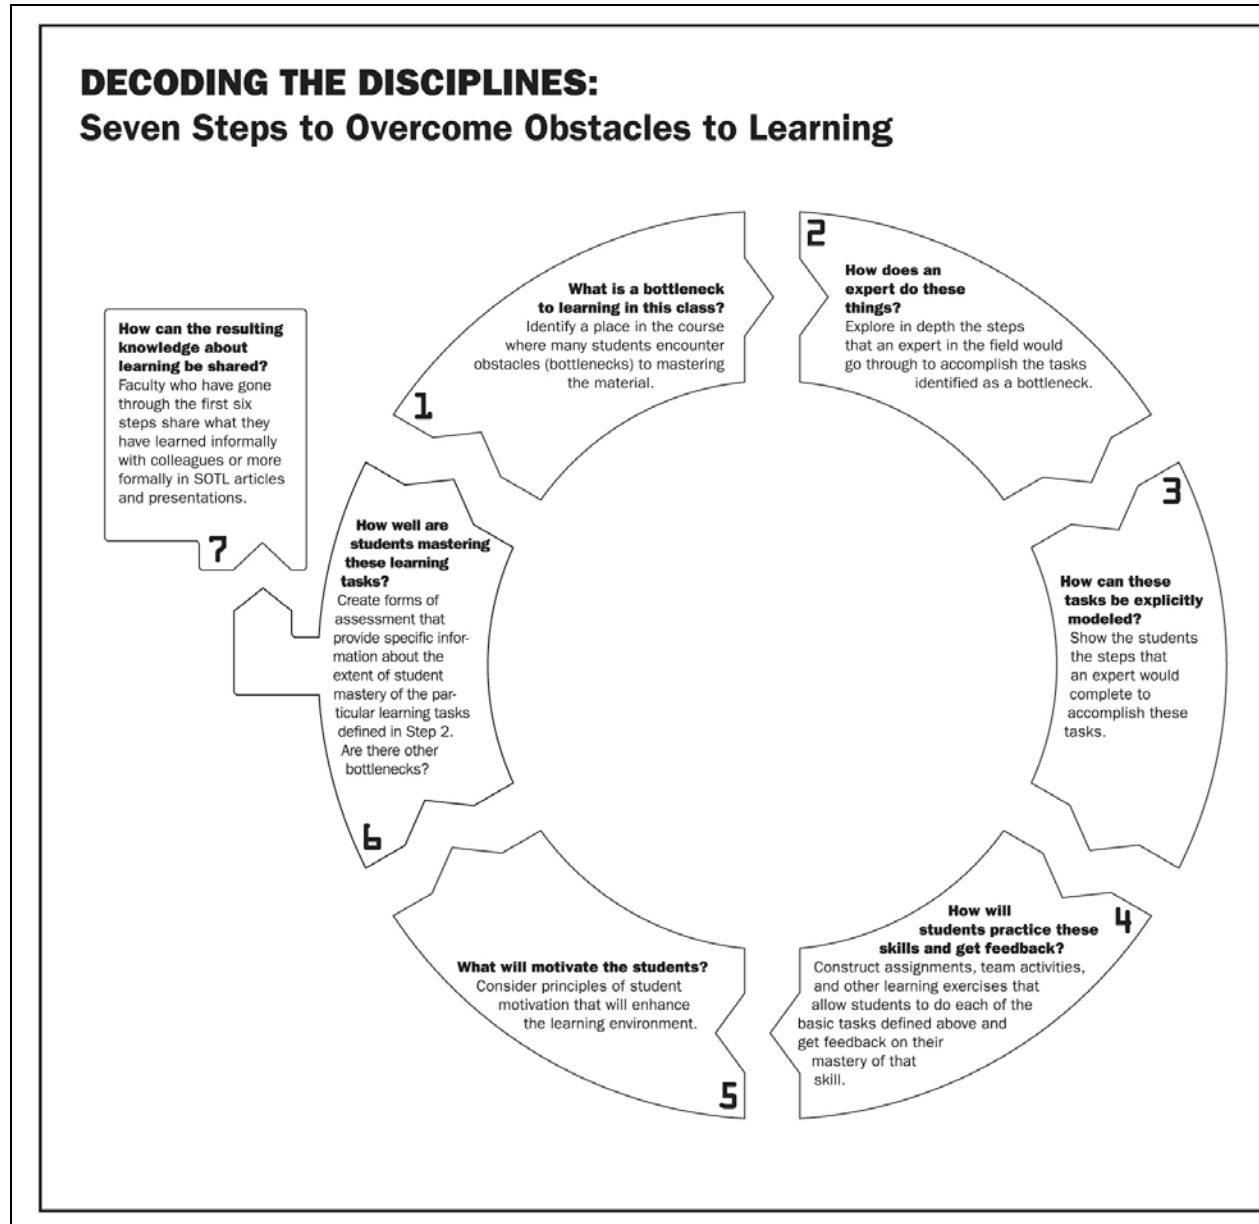 DECODING THE DISCIPLINES:
Seven Steps to Overcome Obstacles to Learning
1
What is a bottleneck
to learning in this class?
Identify a place in the course
where many students encounter
obstacles (bottlenecks) to mastering
the material.
2
How does an
expert do these
things?
Explore in depth the steps
that an expert in the field would
go through to accomplish the tasks
identified as a bottleneck.
3
How can these
tasks be explicitly
modeled?
Show the students
the steps that
an expert would
complete to
accomplish these
tasks.
4
How will
students practice these
skills and get feedback?
Construct assignments, team activities,
and other learning exercises that
allow students to do each of the
basic tasks defined above and
get feedback on their
mastery of that
skill.
5
What will motivate the students?
Consider principles of student
motivation that will enhance
the learning environment.
6
How well are
students mastering
these learning
tasks?
Create forms of
assessment that
provide specific infor-
mation about the
extent of student
mastery of the par-
ticular learning tasks
defined in Step 2.
Are there other
bottlenecks?
7
How can the resulting
knowledge about
learning be shared?
Faculty who have gone
through the first six
steps share what they
have learned informally
with colleagues or more
formally in SOTL articles
and presentations.